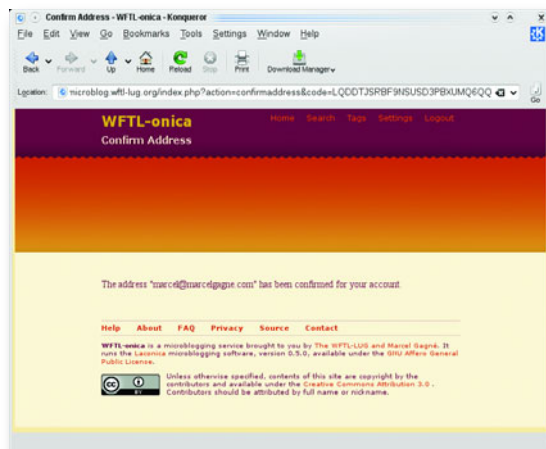 Confirm Address - WFTL-onica - Konqueror
File Edit View Go Bookmarks Tools Settings Window Help
Back Forward Up Home Reload Stop Print Download Manager
Location: microblog.wftl-lug.org/index.php?action=confirmaddress&code=LQDDTJSRBF9NSUSD3PBXUMQ6QQ Go
WFTL-onica Home Search Tags Settings Logout
Confirm Address
The address "marcel@marcelgagne.com" has been confirmed for your account.
Help About FAQ Privacy Source Contact
WFTL-onica is a microblogging service brought to you by The WFTL-LUG and Marcel Gagné. It
runs the Laconica microblogging software, version 0.5.0, available under the GNU Affero General
Public License.
cc BY
Unless otherwise specified, contents of this site are copyright by the
contributors and available under the Creative Commons Attribution 3.0 .
Contributors should be attributed by full name or nickname.